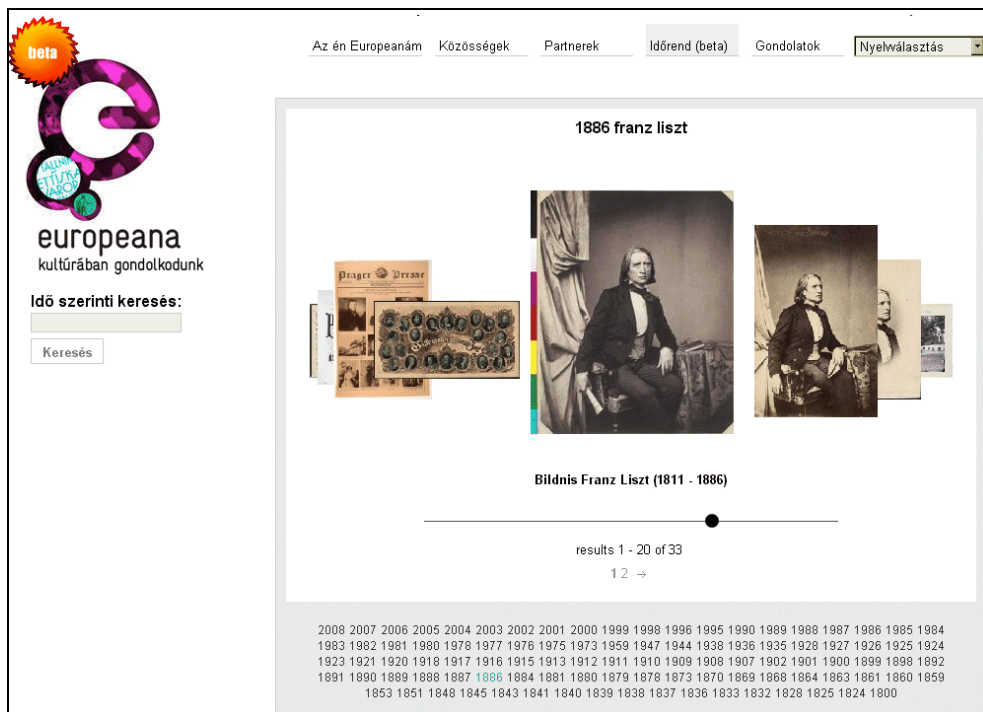 beta
TALLNIN
ETTIŠKA
VAROP
europeana
kultúrában gondolkodunk
Idő szerinti keresés:
Keresés
Az én Europeanám
Közösségek
Partnerek
Időrend (beta)
Gondolatok
Nyelwálasztás
1886 franz liszt
Prager Presse
Bildnis Franz Liszt (1811 - 1886)
results 1 - 20 of 33
1 2 →
2008 2007 2006 2005 2004 2003 2002 2001 2000 1999 1998 1996 1995 1990 1989 1988 1987 1986 1985 1984
1983 1982 1981 1980 1978 1977 1976 1975 1973 1959 1947 1944 1938 1936 1935 1928 1927 1926 1925 1924
1923 1921 1920 1918 1917 1916 1915 1913 1912 1911 1910 1909 1908 1907 1902 1901 1900 1899 1898 1892
1891 1890 1889 1888 1887 1886 1884 1881 1880 1879 1878 1873 1870 1869 1868 1864 1863 1861 1860 1859
1853 1851 1848 1845 1843 1841 1840 1839 1838 1837 1836 1833 1832 1828 1825 1824 1800